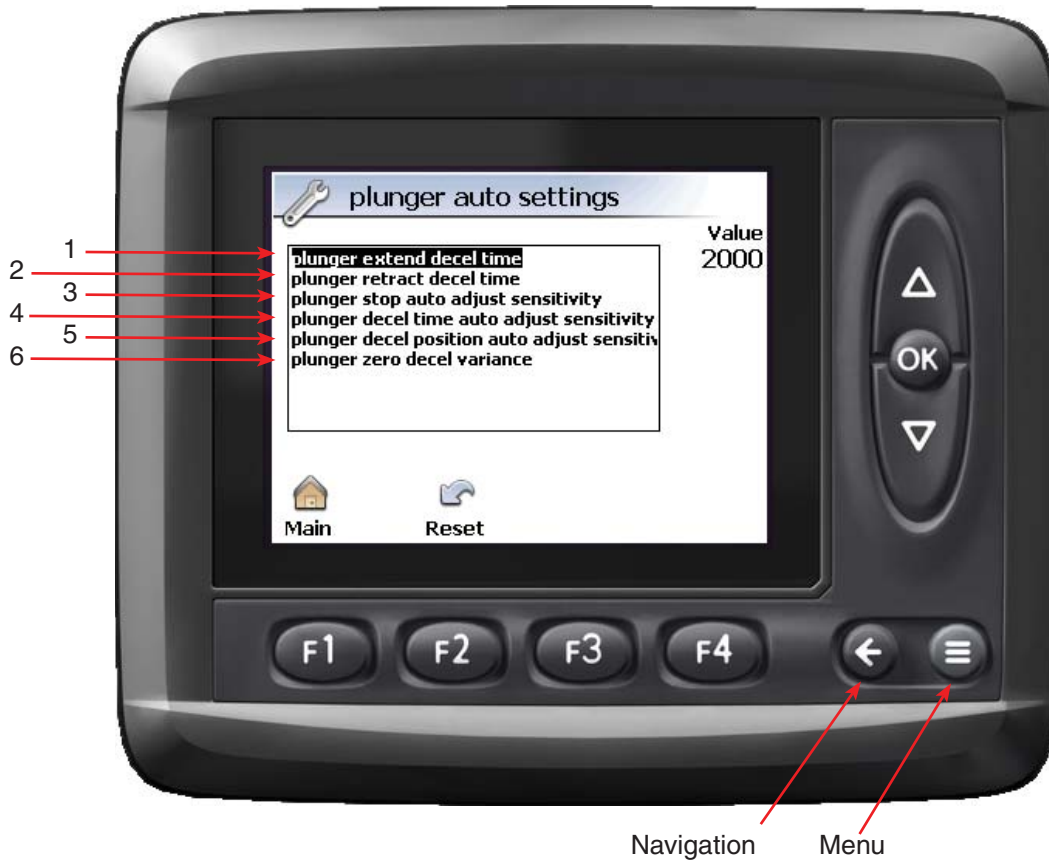 plunger auto settings
Value
2000
1
plunger extend decel time
2
plunger retract decel time
3
plunger stop auto adjust sensitivity
4
plunger decel time auto adjust sensitivity
5
plunger decel position auto adjust sensitiv
6
plunger zero decel variance
Main
Reset
OK
F1
F2
F3
F4
Navigation
Menu